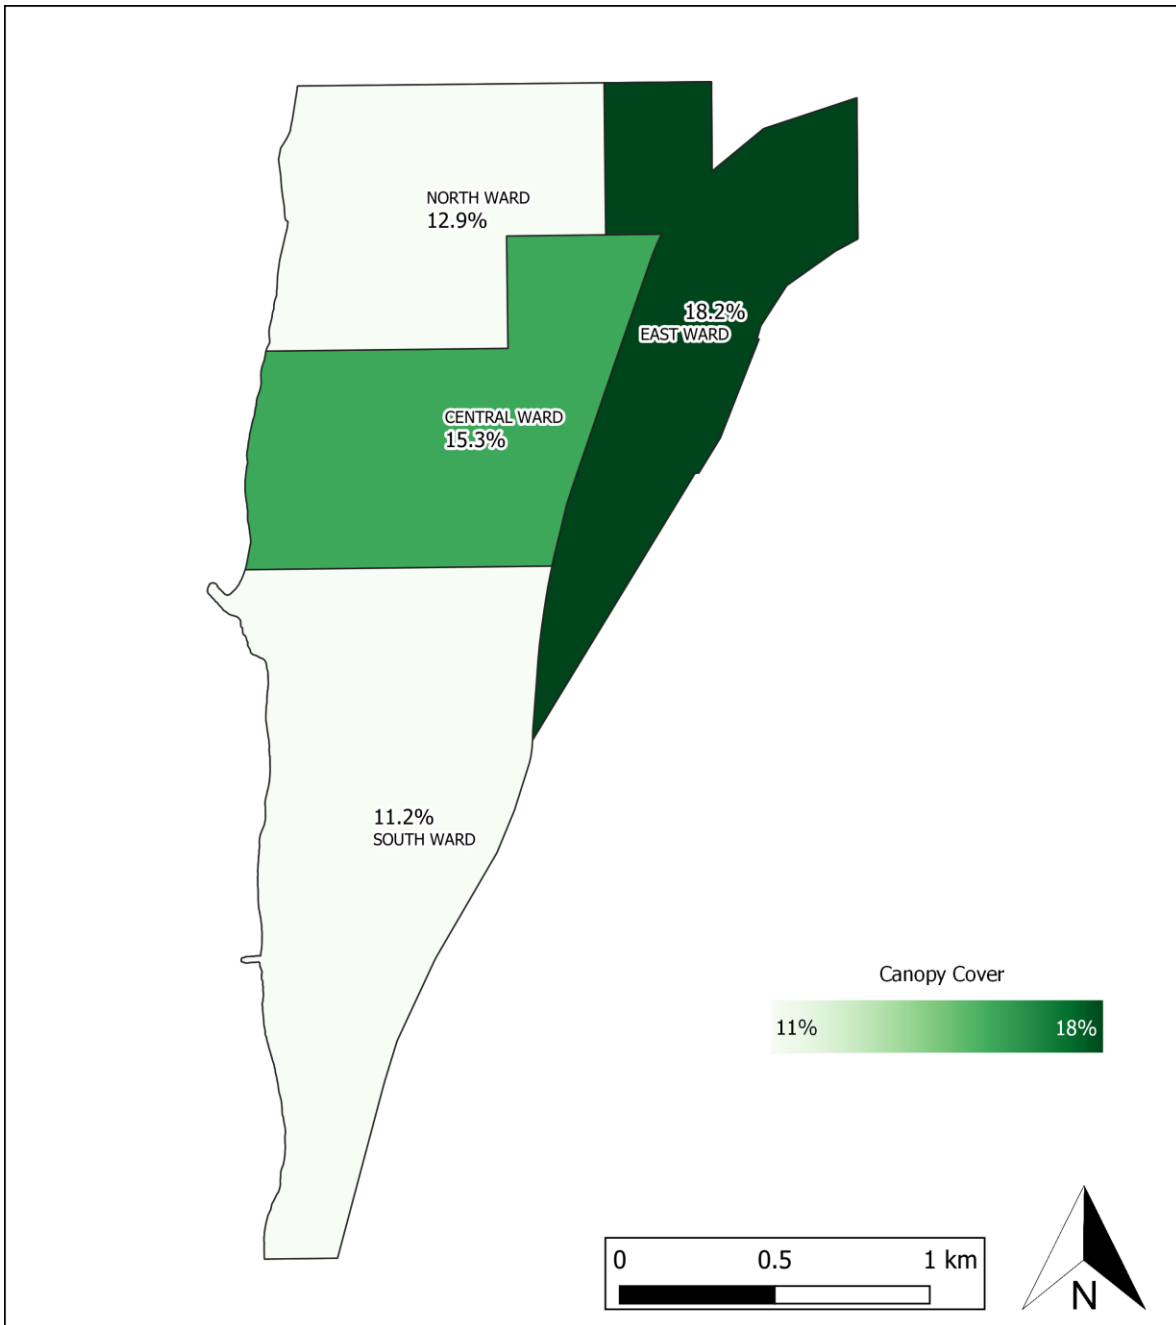 NORTH WARD
12.9%
18.2%
EAST WARD
CENTRAL WARD
15.3%
11.2%
SOUTH WARD
Canopy Cover
11% 18%
0 0.5 1 km
N